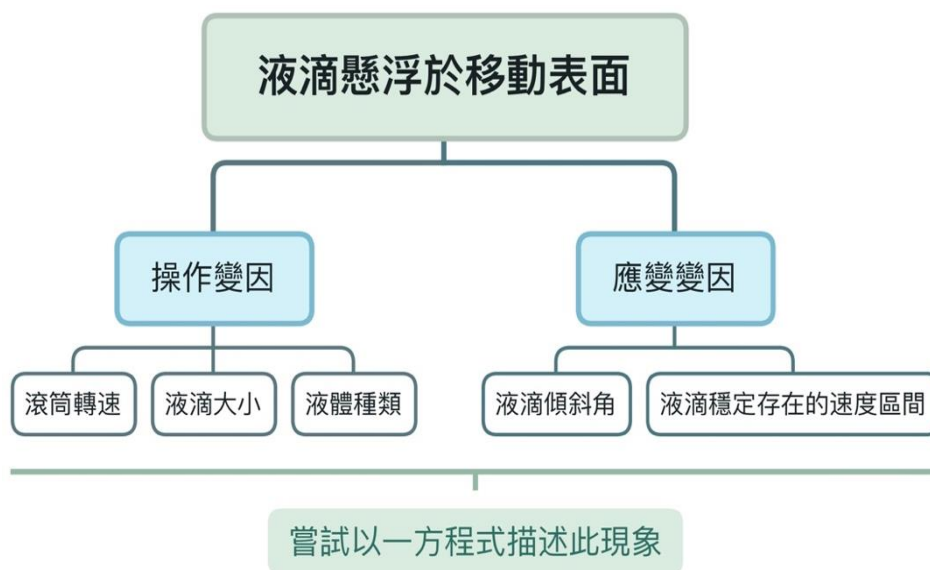 液滴懸浮於移動表面
操作變因
應變變因
滾筒轉速
液滴大小
液體種類
液滴傾斜角
液滴穩定存在的速度區間
嘗試以一方程式描述此現象